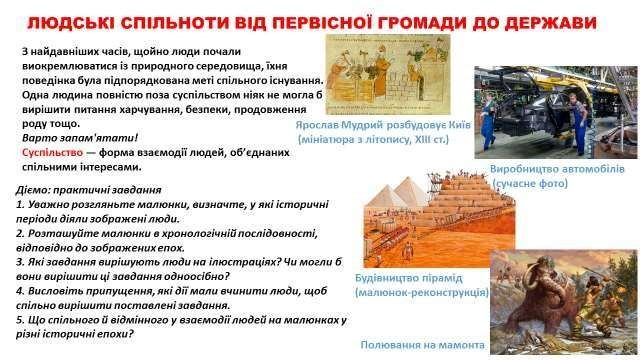 ЛЮДСЬКІ СПІЛЬНОТИ ВІД ПЕРВІСНОЇ ГРОМАДИ ДО ДЕРЖАВИ
З найдавніших часів, щойно люди почали
виокремлюватися із природного середовища, їхня
поведінка була підпорядкована меті спільного існування.
Одна людина повністю поза суспільством ніяк не могла б
вирішити питання харчування, безпеки, продовження
роду тощо.
Варто запам'ятати!
Суспільство — форма взаємодії людей, об’єднаних
спільними інтересами.
Діємо: практичні завдання
1. Уважно розгляньте малюнки, визначте, у які історичні
періоди діяли зображені люди.
2. Розташуйте малюнки в хронологічній послідовності,
відповідно до зображених епох.
3. Які завдання вирішують люди на ілюстраціях? Чи могли б
вони вирішити ці завдання одноосібно?
4. Висловіть припущення, які дії мали вчинити люди, щоб
спільно вирішити поставлені завдання.
5. Що спільного й відмінного у взаємодії людей на малюнках у
різні історичні епохи?
Ярослав Мудрий розбудовує Київ
(мініатюра з літопису, XIII ст.)
Виробництво автомобілів
(сучасне фото)
Будівництво пірамід
(малюнок-реконструкція)
Полювання на мамонта